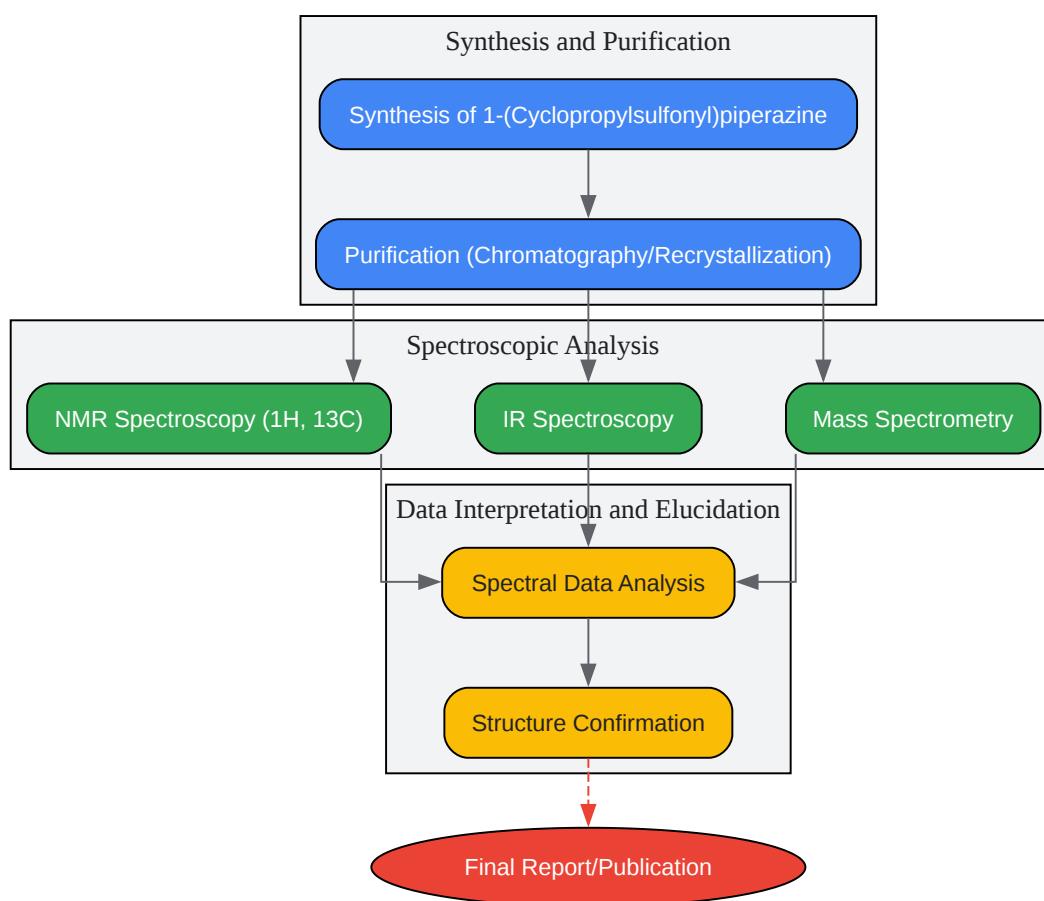 Synthesis and Purification
Synthesis of 1-(Cyclopropylsulfonyl)piperazine
Purification (Chromatography/Recrystallization)
Spectroscopic Analysis
NMR Spectroscopy (1H, 13C)
IR Spectroscopy
Mass Spectrometry
Data Interpretation and Elucidation
Spectral Data Analysis
Structure Confirmation
Final Report/Publication